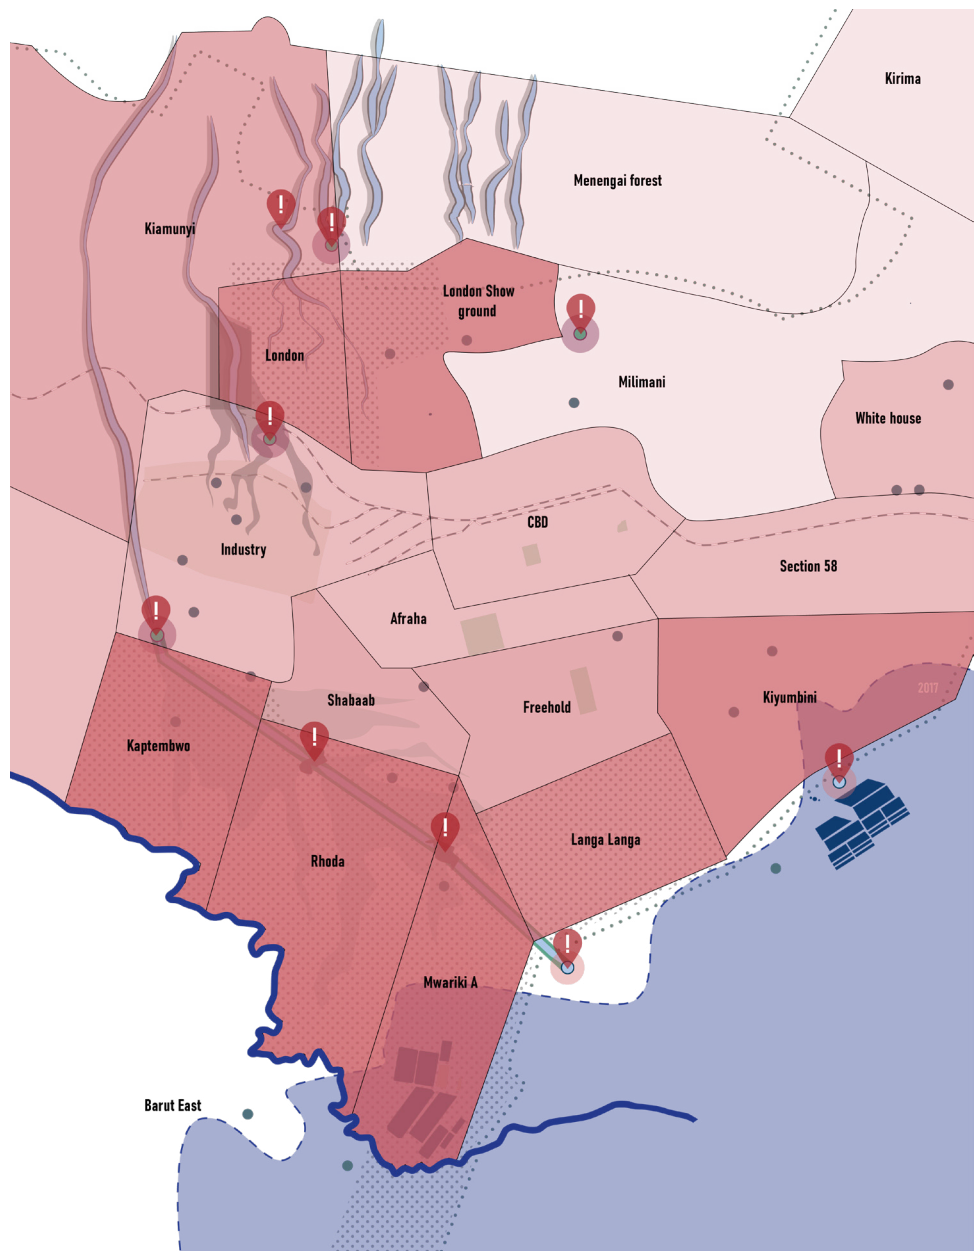 Kirima
Menengai forest
Kiamunyi
London Show
ground
London
Milimani
White house
CBD
Industry
Section 58
Afraha
Shabaab
Freehold
Kiyumbini
2017
Kaptembwo
Langa Langa
Rhoda
Mwariki A
Barut East
!
!
!
!
!
!
!
!
!